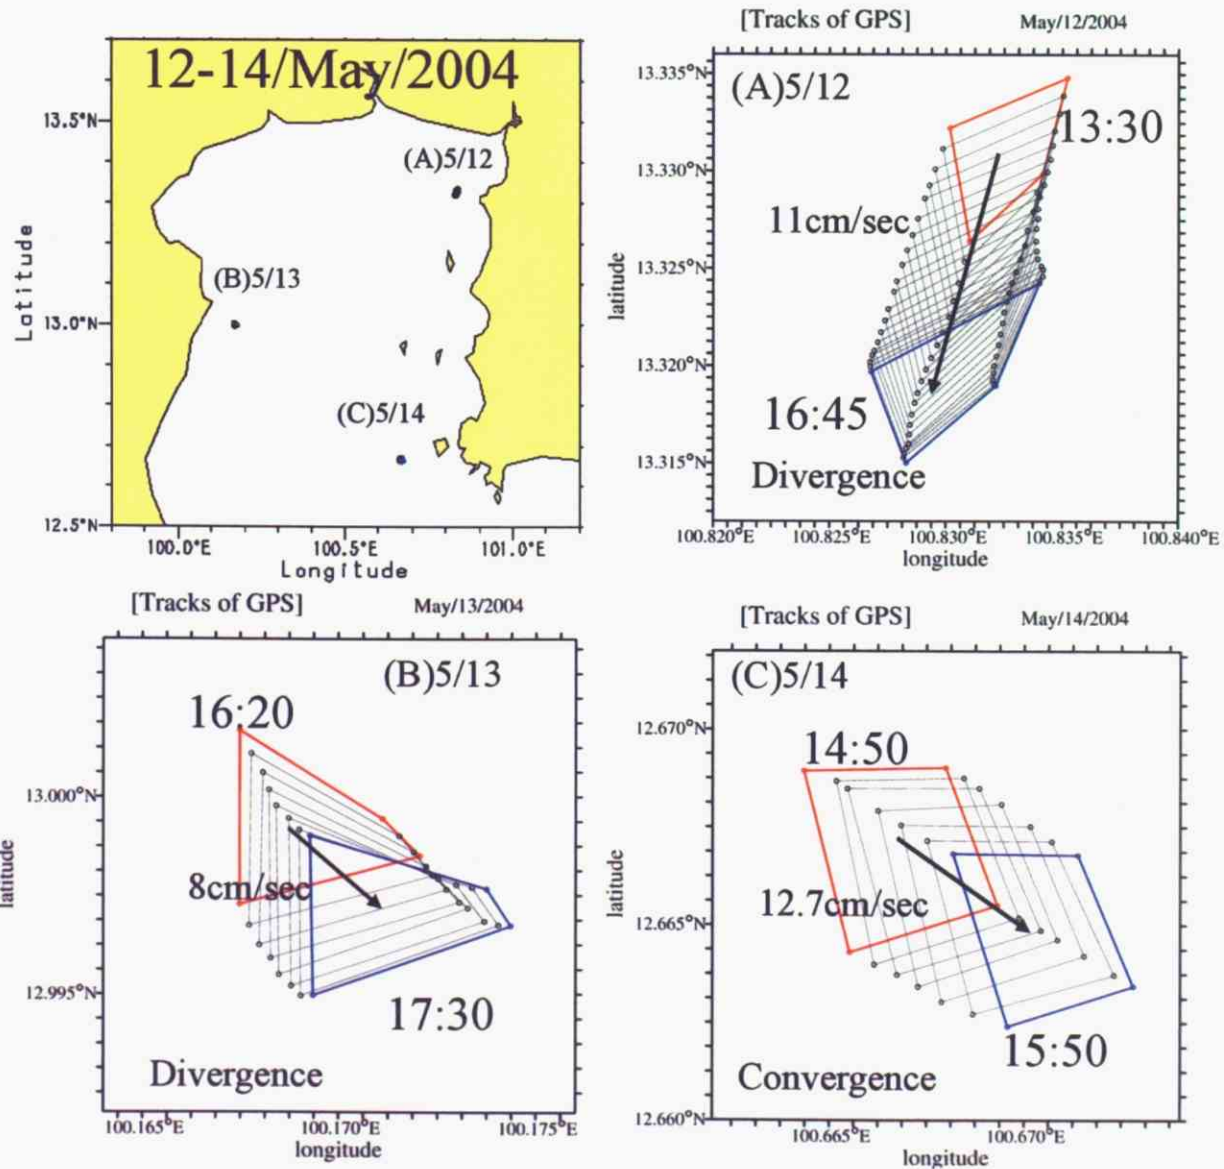 12-14/May/2004
13.5°N
(A)5/12
(B)5/13
13.0°N
(C)5/14
12.5°N
100.0°E 100.5°E 101.0°E
Longitude
Latitude
[Tracks of GPS] May/12/2004
13.335°N
(A)5/12
13:30
13.330°N
11cm/sec
13.325°N
latitude
13.320°N
16:45
13.315°N
Divergence
100.820°E 100.825°E 100.830°E 100.835°E 100.840°E
longitude
[Tracks of GPS] May/13/2004
(B)5/13
16:20
13.000°N
latitude
8cm/sec
12.995°N
17:30
Divergence
100.165°E 100.170°E 100.175°E
longitude
[Tracks of GPS] May/14/2004
(C)5/14
12.670°N
14:50
latitude
12.7cm/sec
12.665°N
15:50
Convergence
12.660°N
100.665°E 100.670°E
longitude